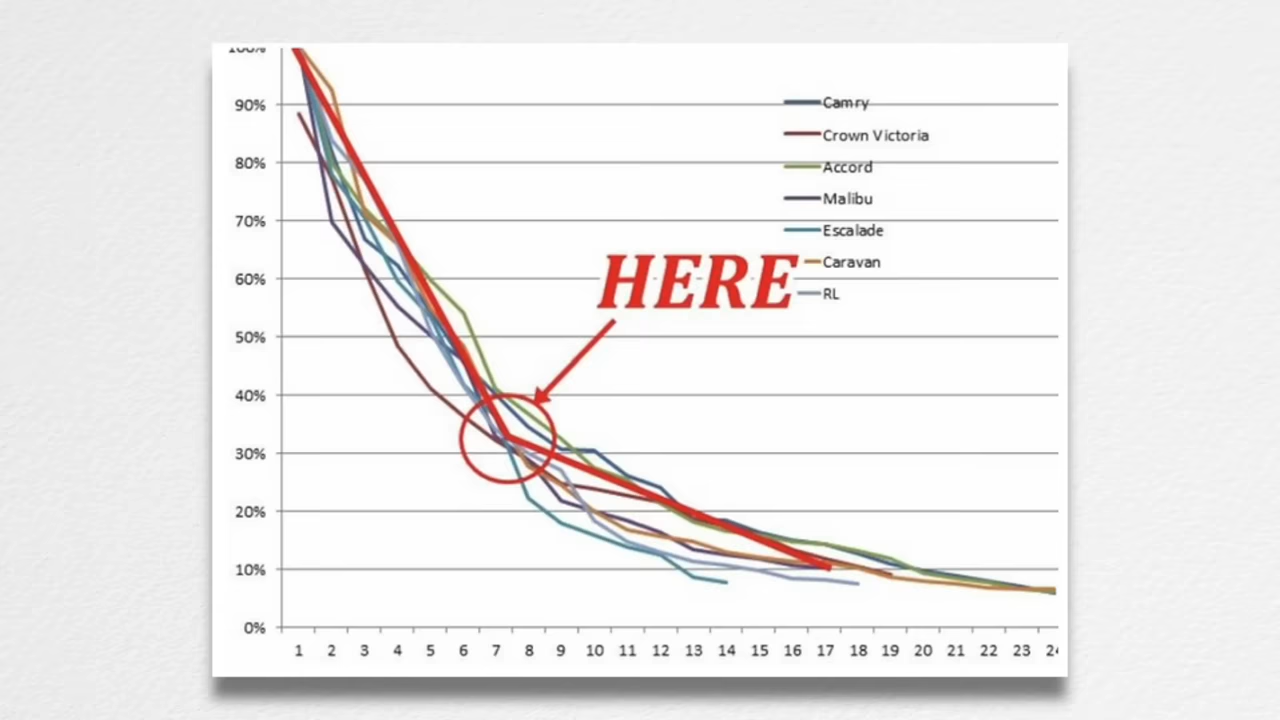 100%
90%
80%
70%
60%
50%
40%
30%
20%
10%
0%
Camry
Crown Victoria
Accord
Malibu
Escalade
Caravan
RL
HERE
1 2 3 4 5 6 7 8 9 10 11 12 13 14 15 16 17 18 19 20 21 22 23 24